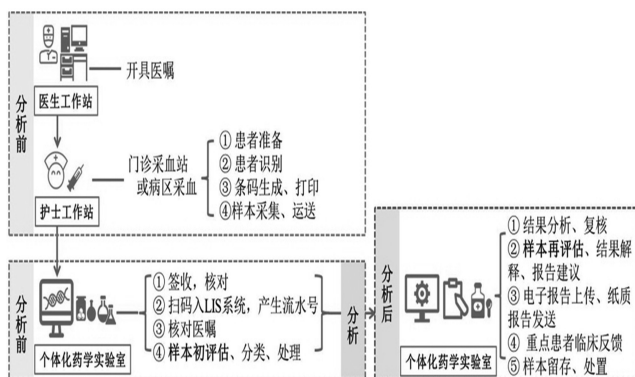 分析前
开具医嘱
医生工作站
门诊采血站
或病区采血
① 患者准备
② 患者识别
③ 条码生成、打印
④样本采集、运送
护士工作站
分析前
① 签收，核对
② 扫码入LIS系统，产生流水号
③ 核对医嘱
④ 样本初评估、分类、处理
个体化药学实验室
分析
分析后
① 结果分析、复核
② 样本再评估、结果解
释、报告建议
③ 电子报告上传、纸质
报告发送
④ 重点患者临床反馈
⑤ 样本留存、处置
个体化药学实验室